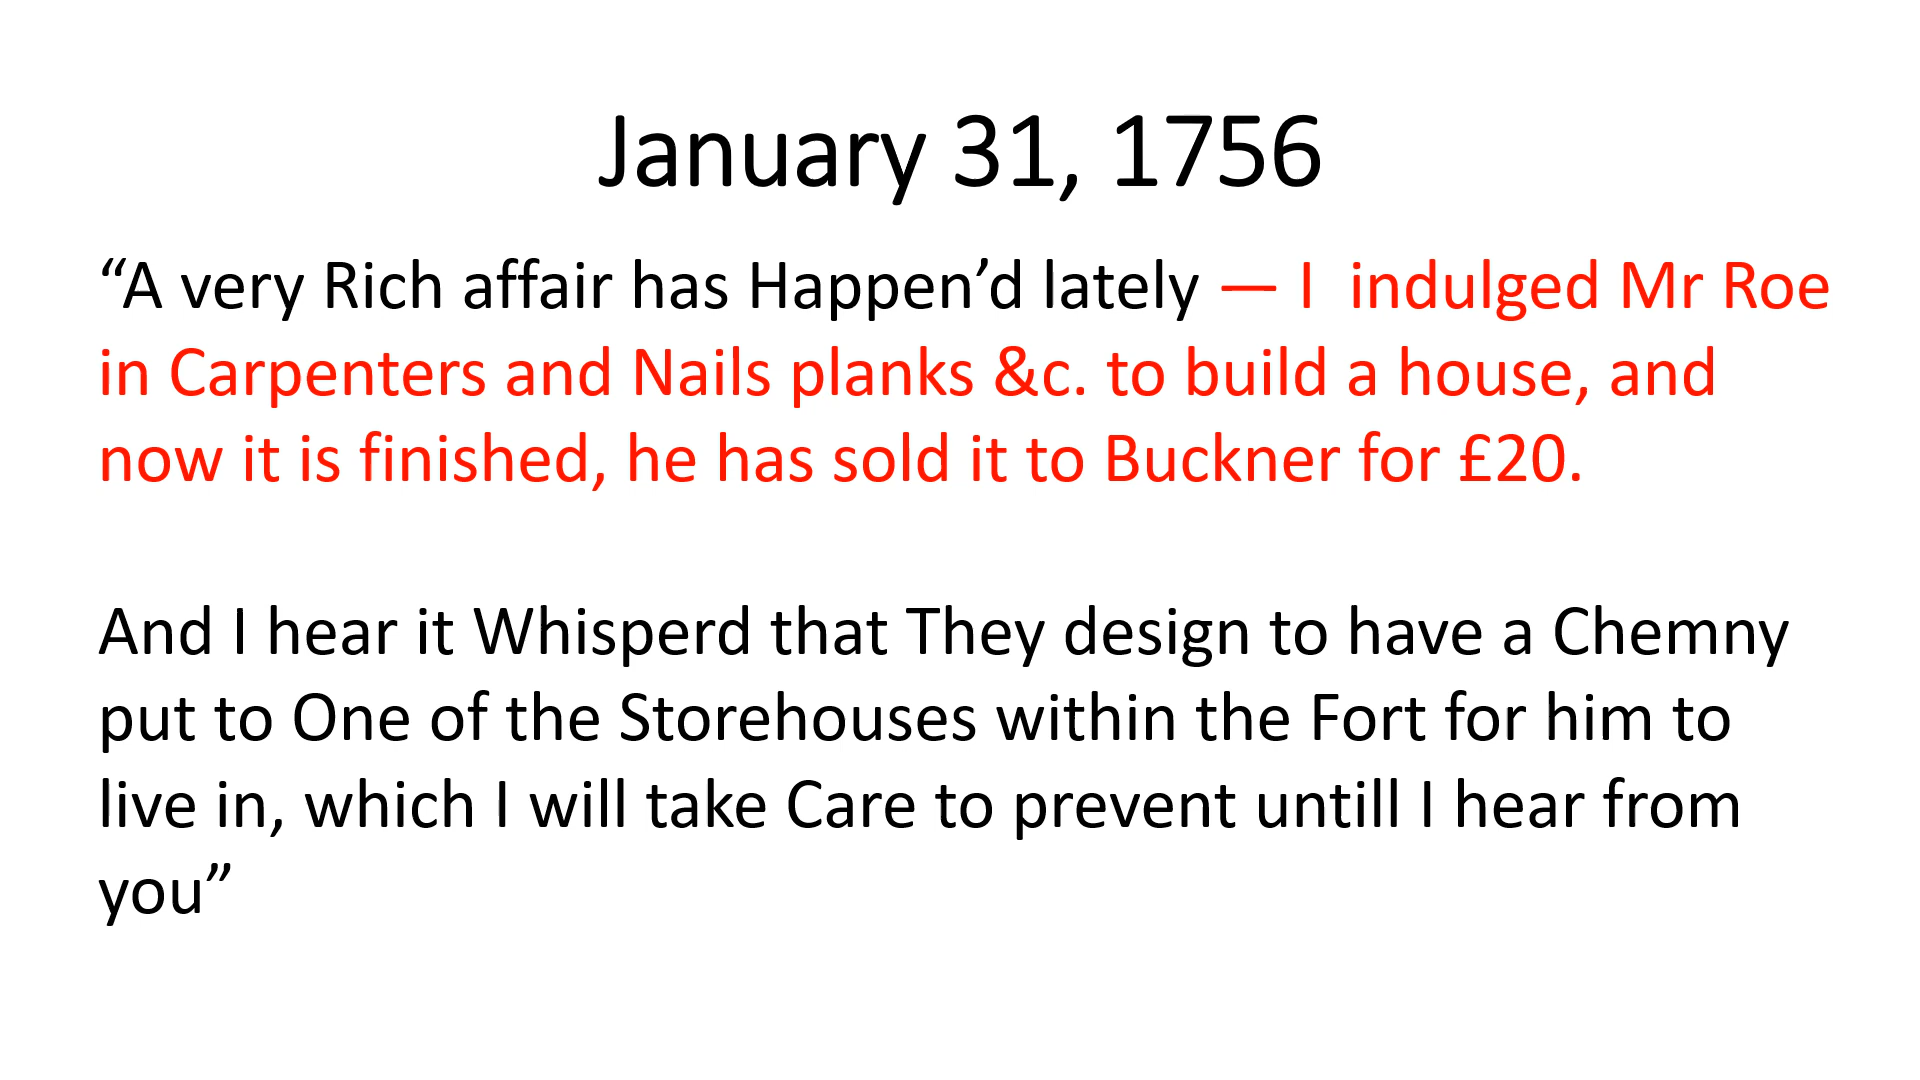 January 31, 1756
“A very Rich affair has Happen’d lately — I  indulged Mr Roe
in Carpenters and Nails planks &c. to build a house, and
now it is finished, he has sold it to Buckner for £20.
And I hear it Whisperd that They design to have a Chemny
put to One of the Storehouses within the Fort for him to
live in, which I will take Care to prevent untill I hear from
you”